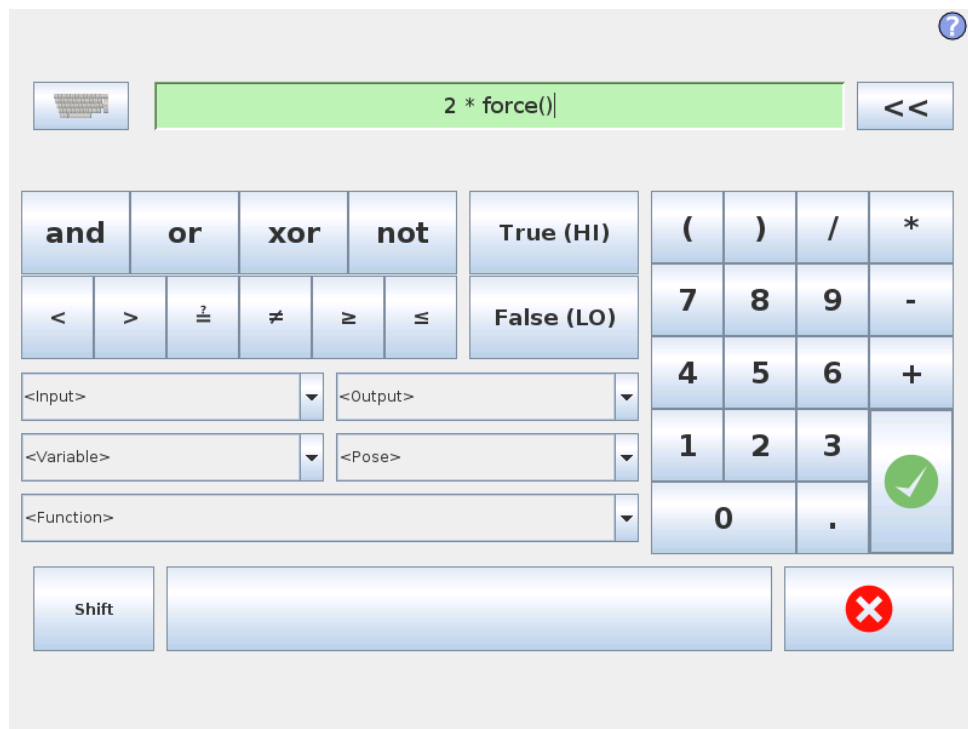 ?
2 * force()
<<
and or xor not True (HI) ( ) / *
7 8 9 -
< > ≟ ≠ ≥ ≤ False (LO)
4 5 6 +
<Input> <Output>
1 2 3
<Variable> <Pose>
<Function>
0 .
Shift